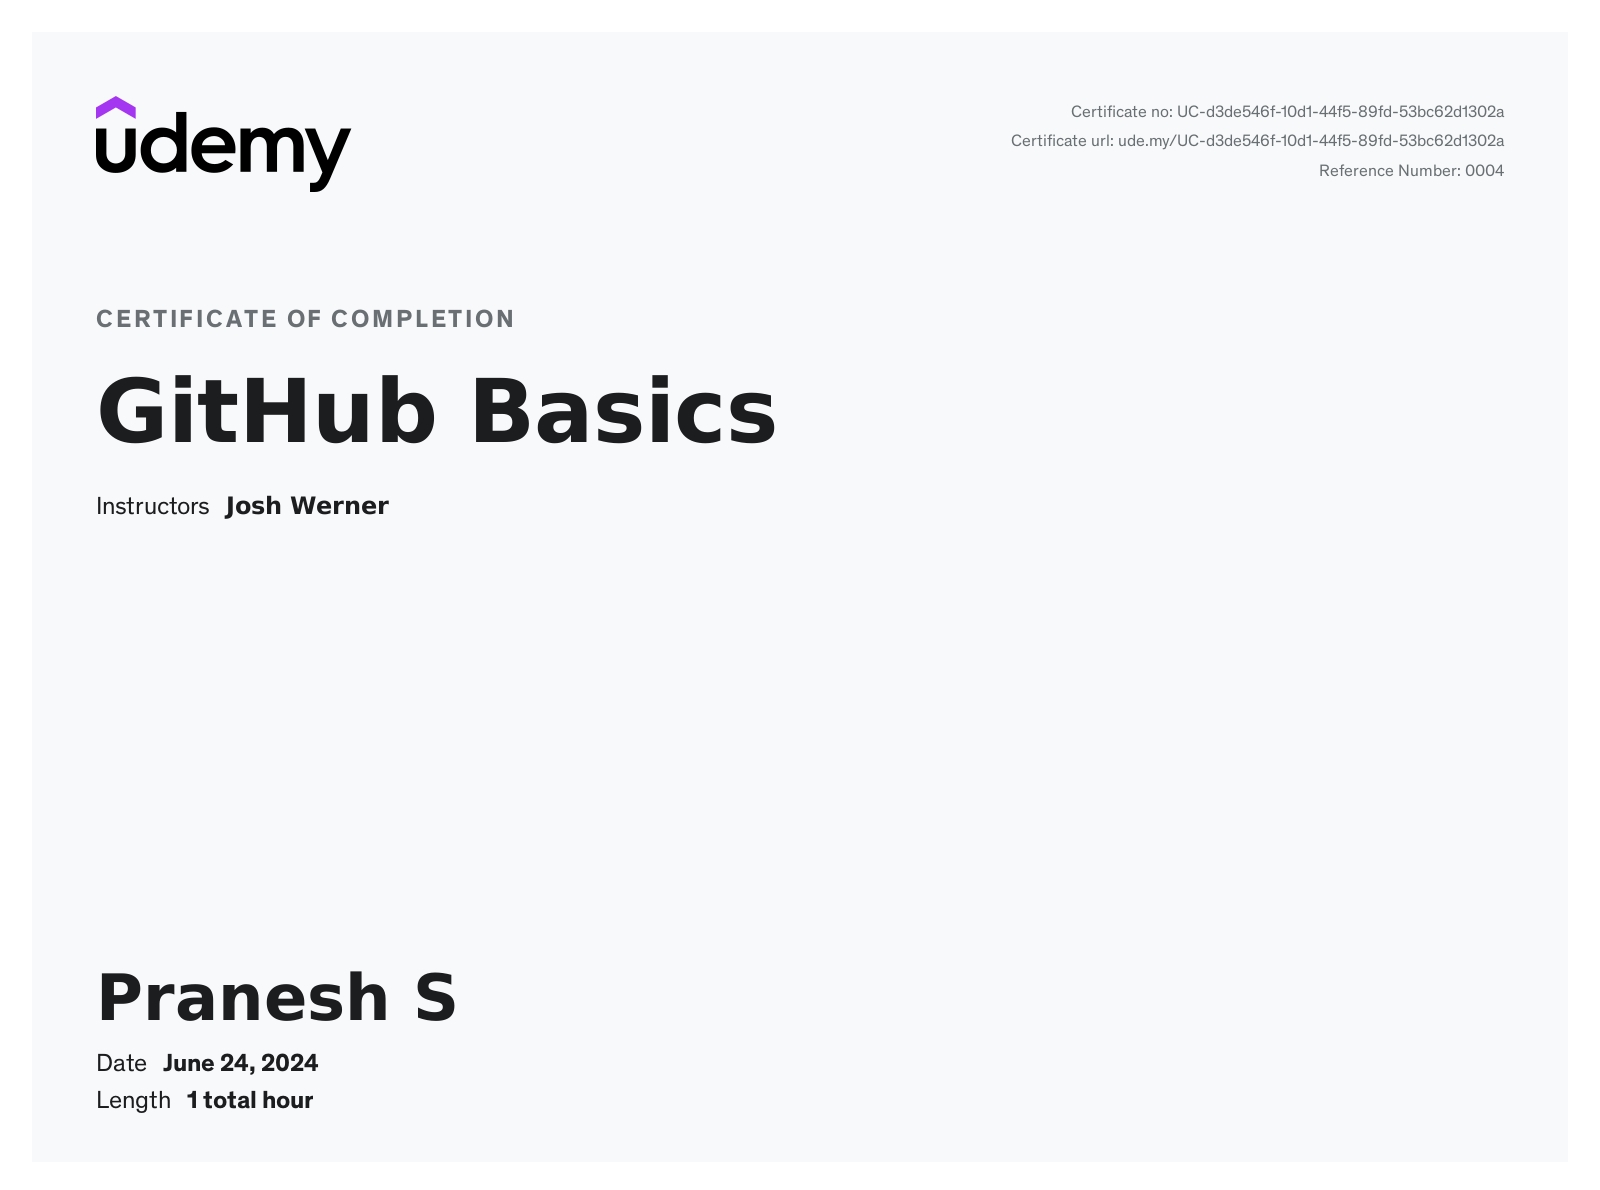 udemy
Certificate no: UC-d3de546f-10d1-44f5-89fd-53bc62d1302a
Certificate url: ude.my/UC-d3de546f-10d1-44f5-89fd-53bc62d1302a
Reference Number: 0004
CERTIFICATE OF COMPLETION
GitHub Basics
Instructors Josh Werner
Pranesh S
Date June 24, 2024
Length 1 total hour